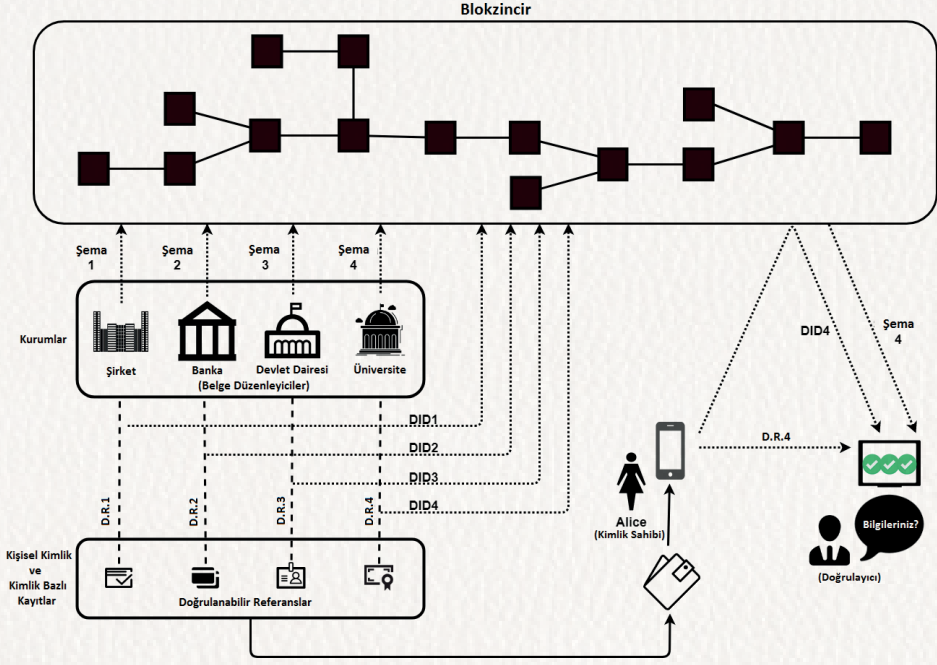 Blokzincir
Şema
1
Şema
2
Şema
3
Şema
4
Kurumlar
Şirket
Banka
Devlet Dairesi
Üniversite
(Belge Düzenleyiciler)
DID4
Şema
4
DID1
DID2
DID3
DID4
D.R.1
D.R.2
D.R.3
D.R.4
D.R.4
Alice
(Kimlik Sahibi)
Bilgileriniz?
(Doğrulayıcı)
Kişisel Kimlik
ve
Kimlik Bazlı
Kayıtlar
Doğrulanabilir Referanslar